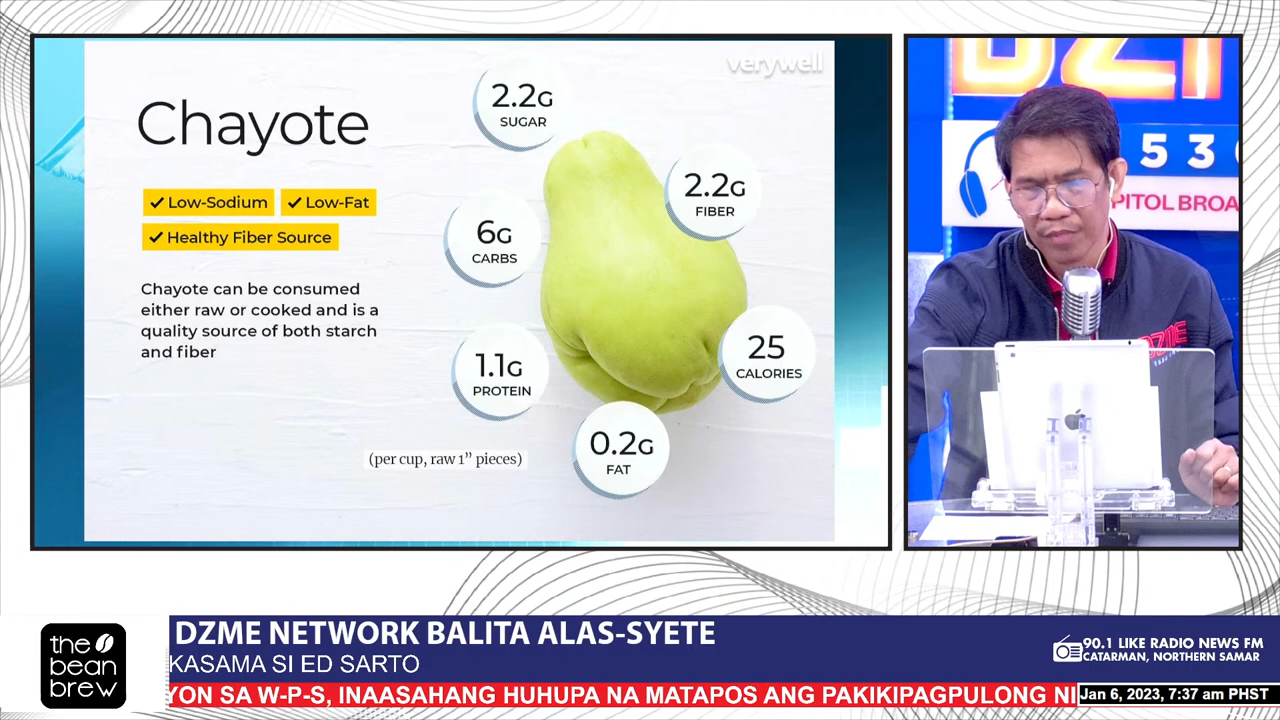 verywell
Chayote
✓ Low-Sodium
✓ Low-Fat
✓ Healthy Fiber Source
Chayote can be consumed
either raw or cooked and is a
quality source of both starch
and fiber
2.2G
SUGAR
2.2G
FIBER
6G
CARBS
25
CALORIES
1.1G
PROTEIN
0.2G
FAT
(per cup, raw 1” pieces)
153
PITOL BROA
DZME
the
bean
brew
DZME NETWORK BALITA ALAS-SYETE
KASAMA SI ED SARTO
90.1 LIKE RADIO NEWS FM
CATARMAN, NORTHERN SAMAR
YON SA W-P-S, INAASAHANG HUHUPA NA MATAPOS ANG PAKIKIPAGPULONG NI
Jan 6, 2023, 7:37 am PHST